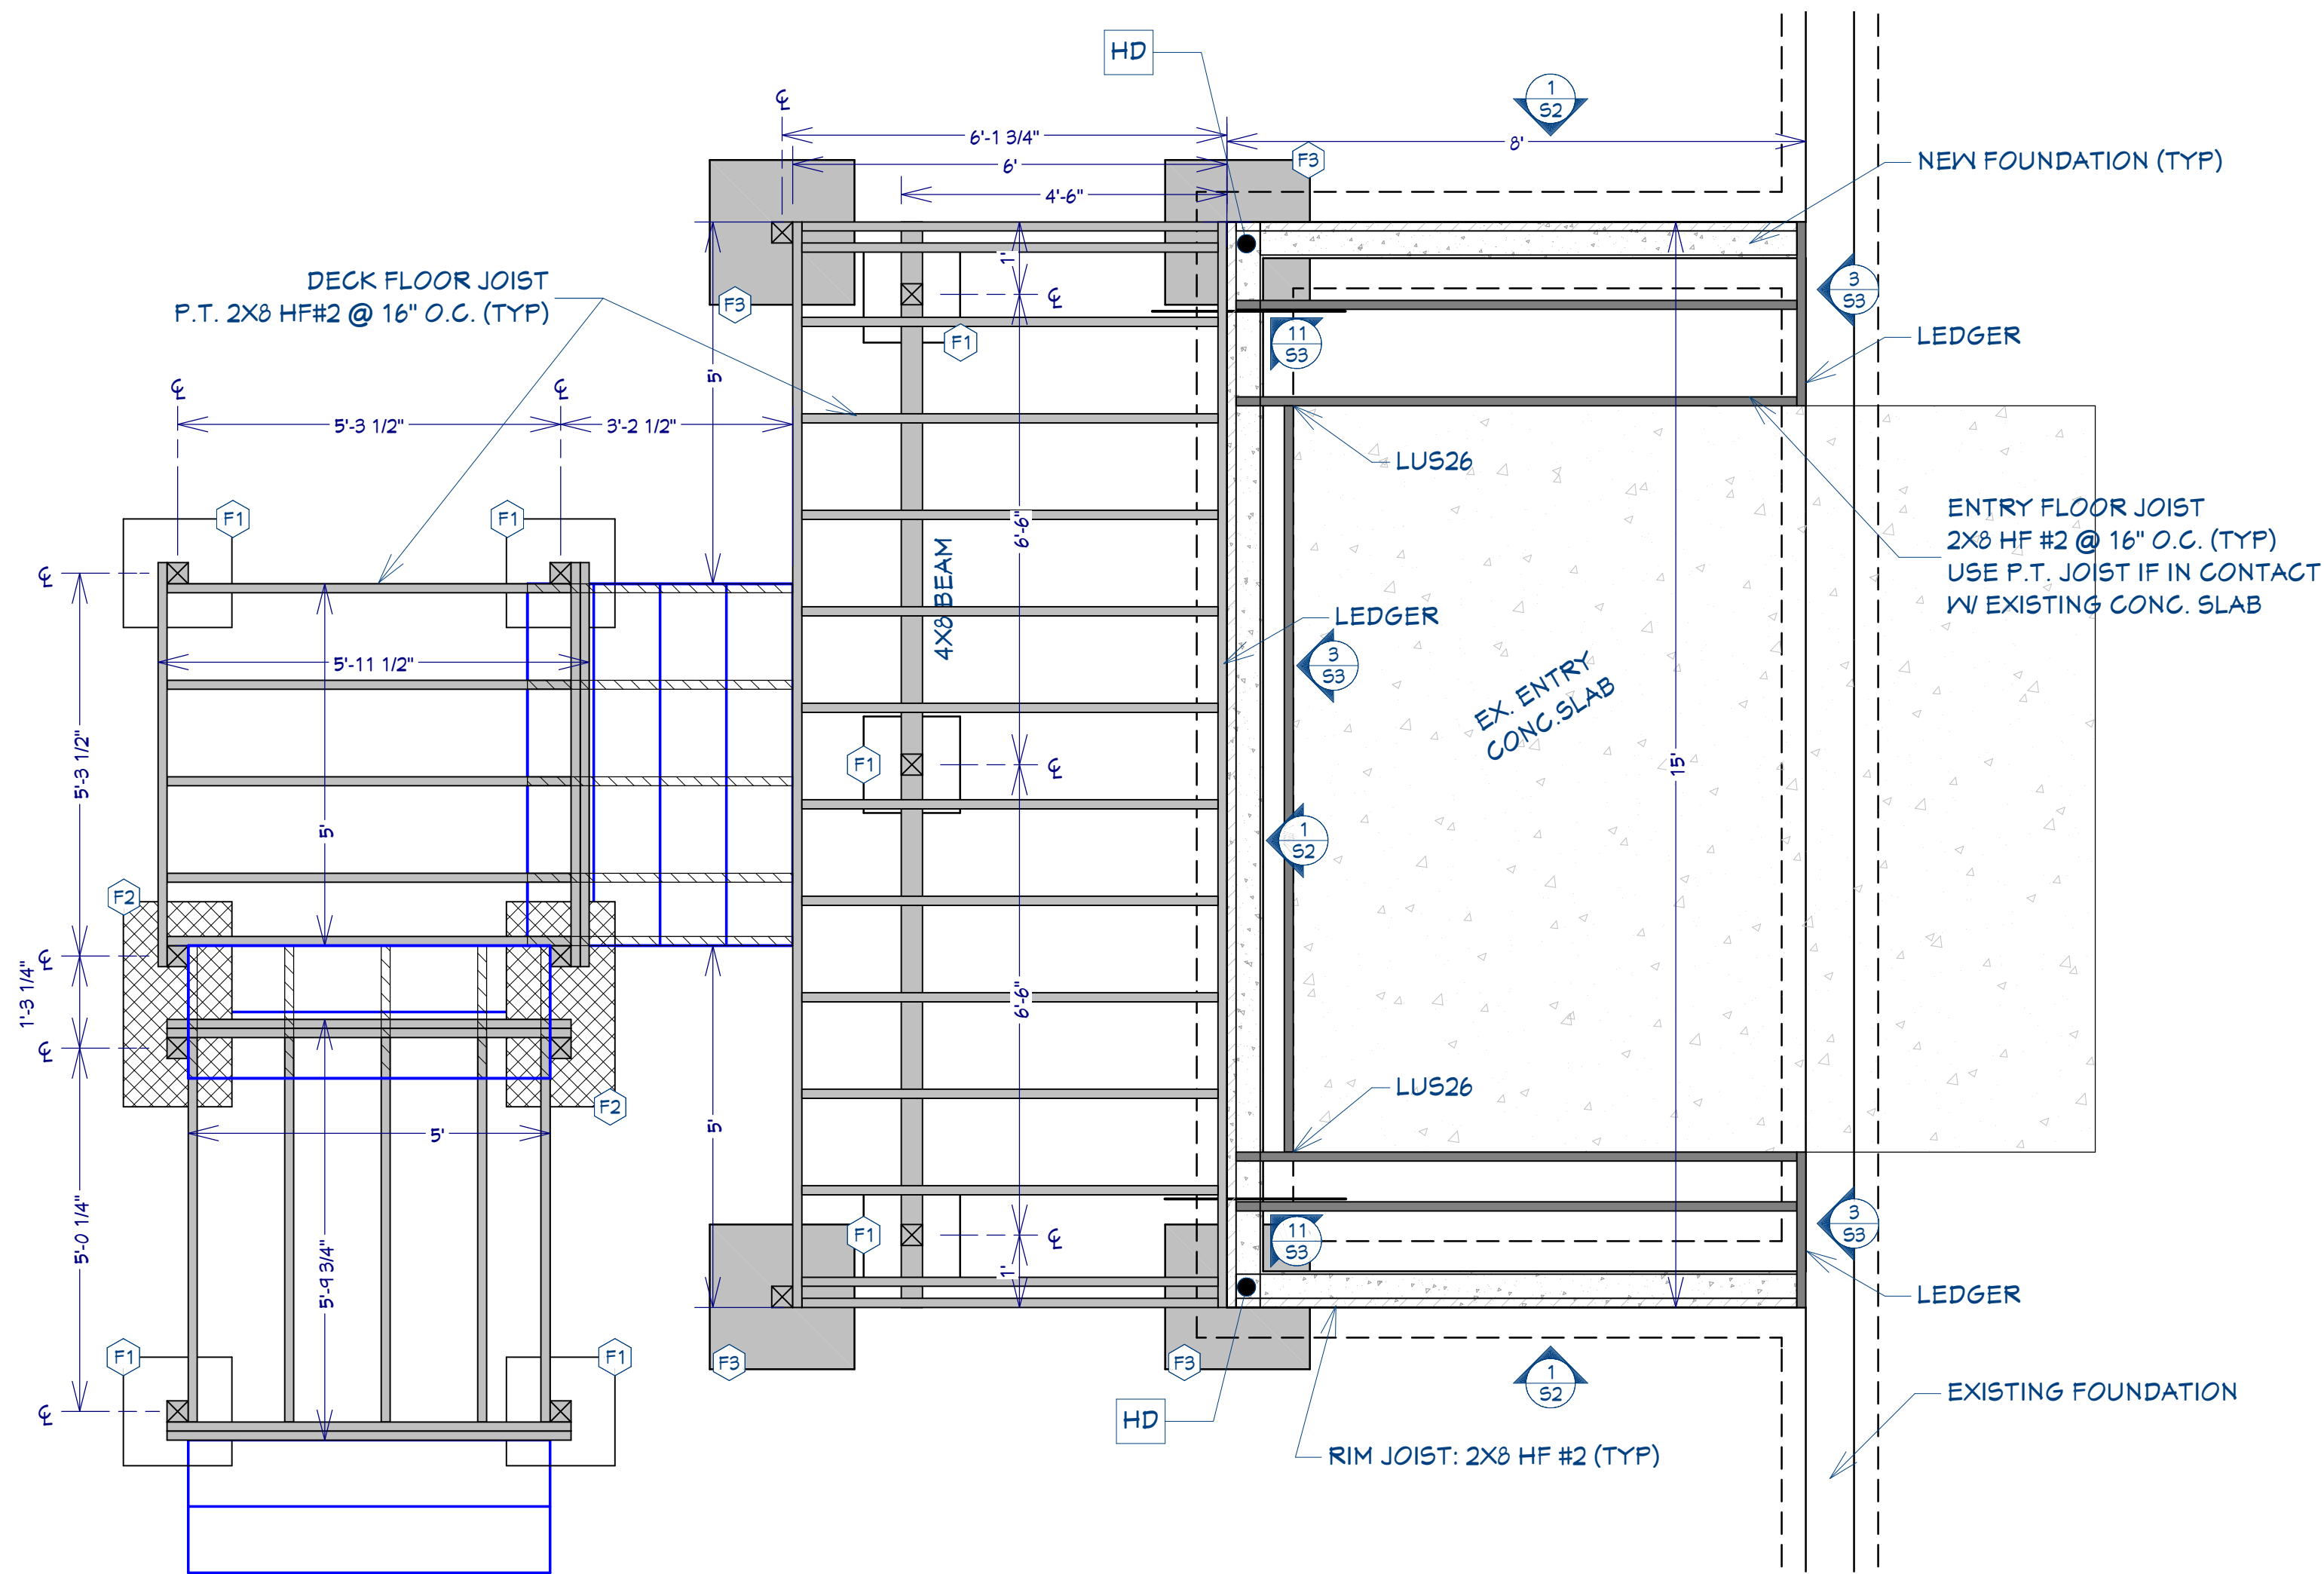 HD
1
S2
℄
6'-1 3/4"
8'
6'
F3
NEW FOUNDATION (TYP)
4'-6"
1'
℄
3
S3
DECK FLOOR JOIST
P.T. 2X8 HF#2 @ 16" O.C. (TYP)
F3
F1
11
S3
LEDGER
℄
℄
5'
5'-3 1/2"
3'-2 1/2"
LUS26
F1
F1
6'-6"
4X8 BEAM
ENTRY FLOOR JOIST
2X8 HF #2 @ 16" O.C. (TYP)
USE P.T. JOIST IF IN CONTACT
W/ EXISTING CONC. SLAB
℄
LEDGER
5'-11 1/2"
3
S3
EX. ENTRY
CONC.SLAB
5'-3 1/2"
F1
℄
15'
5'
1
S2
F2
℄
1'-3 1/4"
6'-6"
℄
LUS26
F2
5'
5'
5'-0 1/4"
F1
℄
11
S3
3
S3
5'-9 3/4"
1'
LEDGER
F1
F1
F3
F3
1
S2
EXISTING FOUNDATION
℄
HD
RIM JOIST: 2X8 HF #2 (TYP)